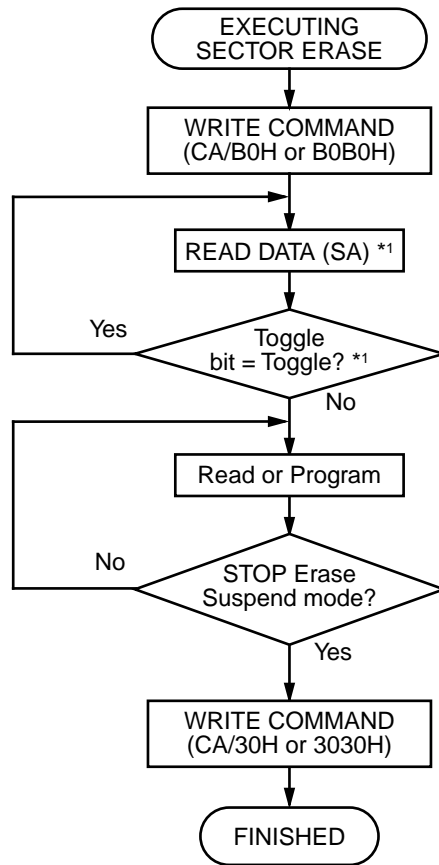 EXECUTING
SECTOR ERASE
WRITE COMMAND
(CA/B0H or B0B0H)
READ DATA (SA) *1
Yes
Toggle
bit = Toggle? *1
No
Read or Program
No
STOP Erase
Suspend mode?
Yes
WRITE COMMAND
(CA/30H or 3030H)
FINISHED